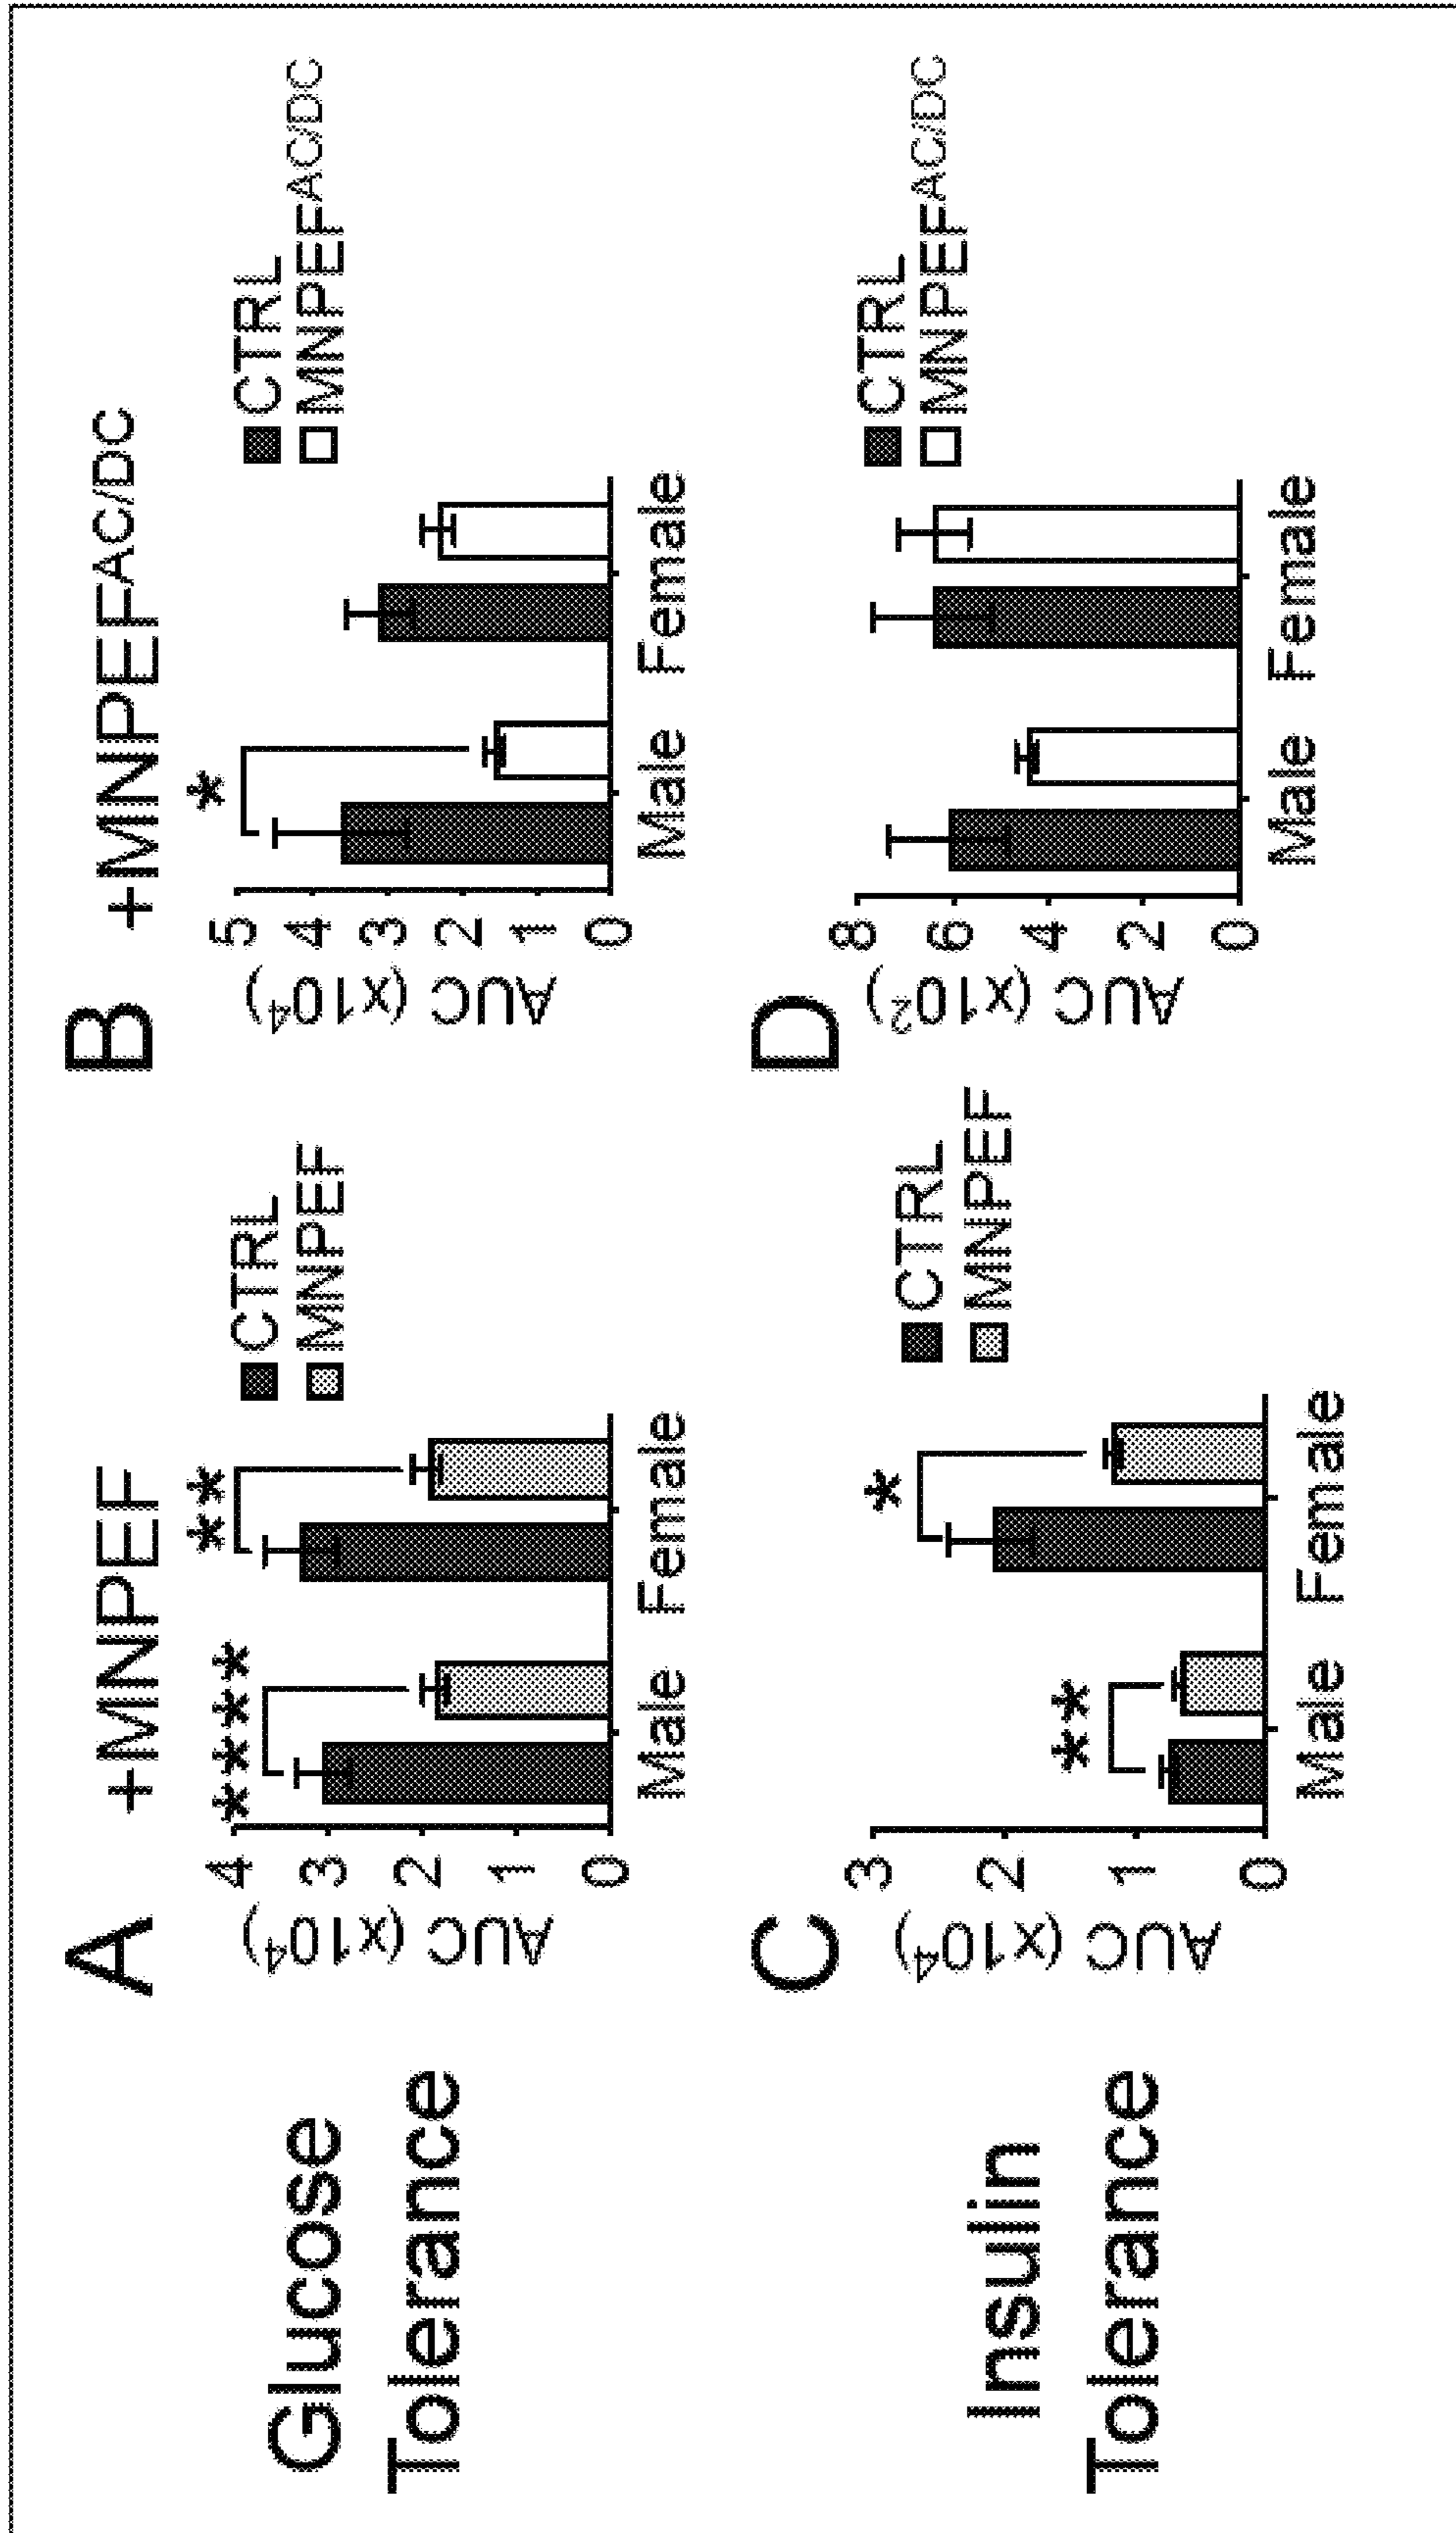 +MNPEF
+MNPEFAC/DC
Glucose
Tolerance
A
****
**
AUC (x10⁴)
4
3
2
1
0
Male
Female
CTRL
MNPEF
B
*
AUC (x10⁴)
5
4
3
2
1
0
Male
Female
CTRL
MNPEFAC/DC
Insulin
Tolerance
C
**
*
AUC (x10⁴)
3
2
1
0
Male
Female
CTRL
MNPEF
D
AUC (x10²)
8
6
4
2
0
Male
Female
CTRL
MNPEFAC/DC